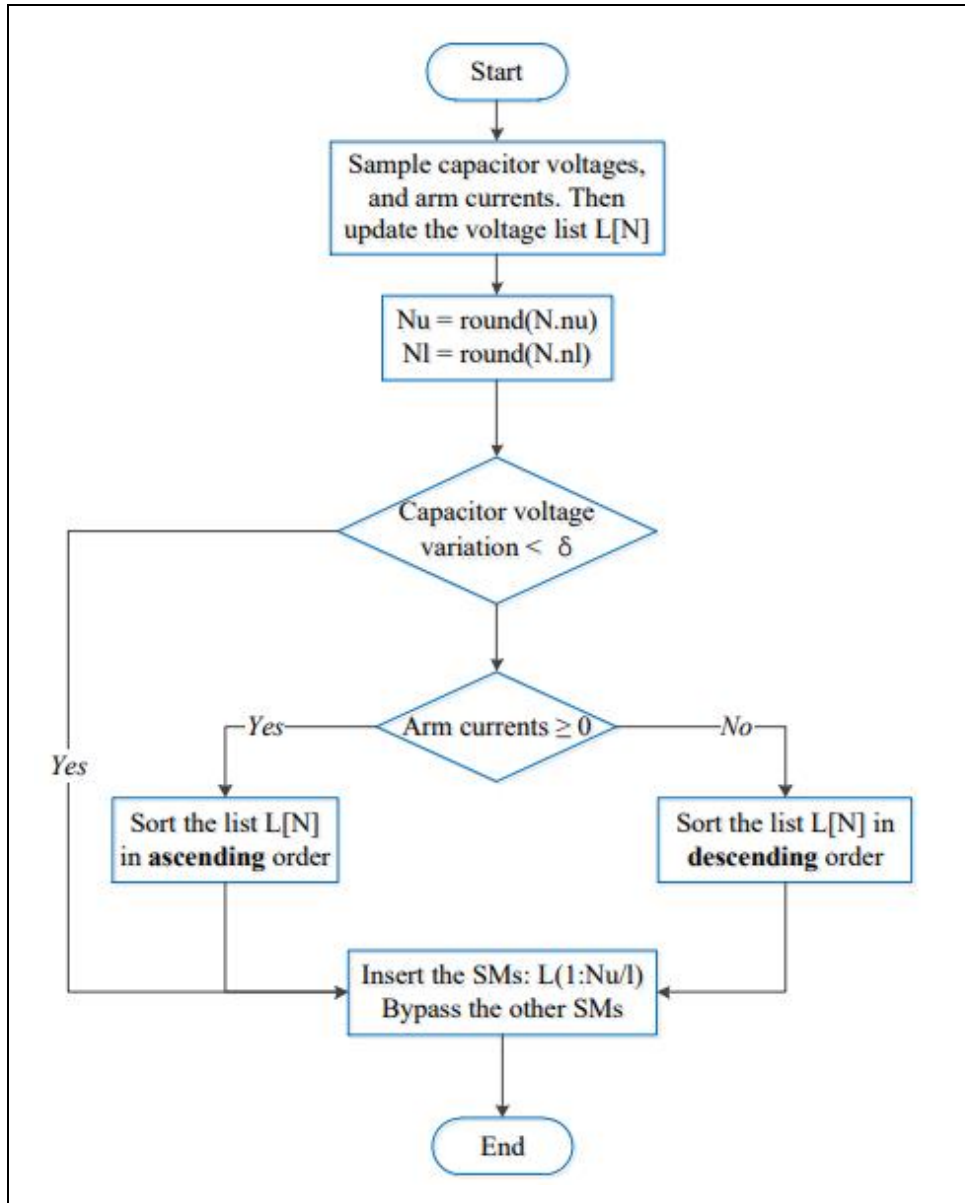 Start
Sample capacitor voltages,
and arm currents. Then
update the voltage list L[N]
Nu = round(N.nu)
Nl = round(N.nl)
Capacitor voltage
variation < δ
Arm currents ≥ 0
Yes
No
Yes
Sort the list L[N]
in ascending order
Sort the list L[N] in
descending order
Insert the SMs: L(1:Nu/l)
Bypass the other SMs
End